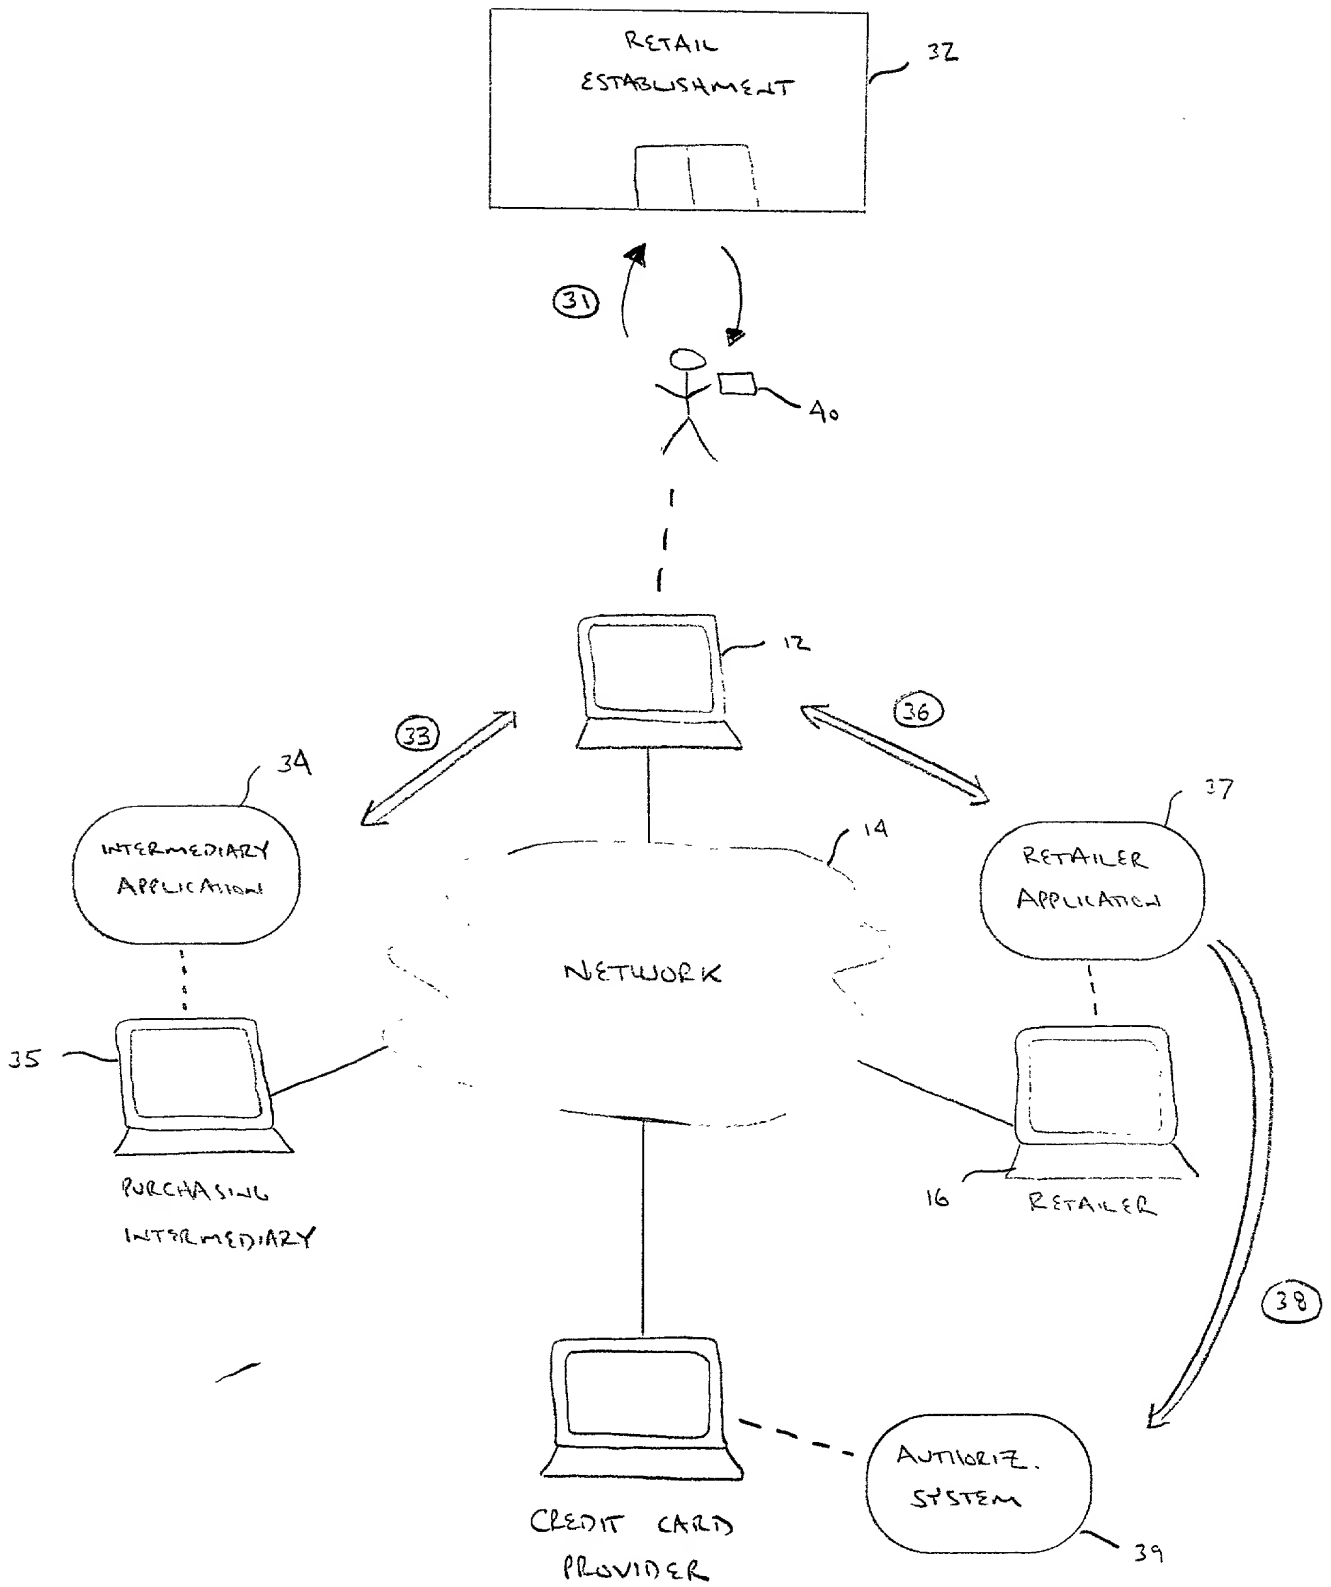 RETAIL
ESTABLISHMENT
32
31
40
12
33
36
34
37
INTERMEDIARY
APPLICATION
14
RETAILER
APPLICATION
NETWORK
35
16
PURCHASING
INTERMEDIARY
RETAILER
38
AUTHORIZ.
SYSTEM
39
CREDIT CARD
PROVIDER